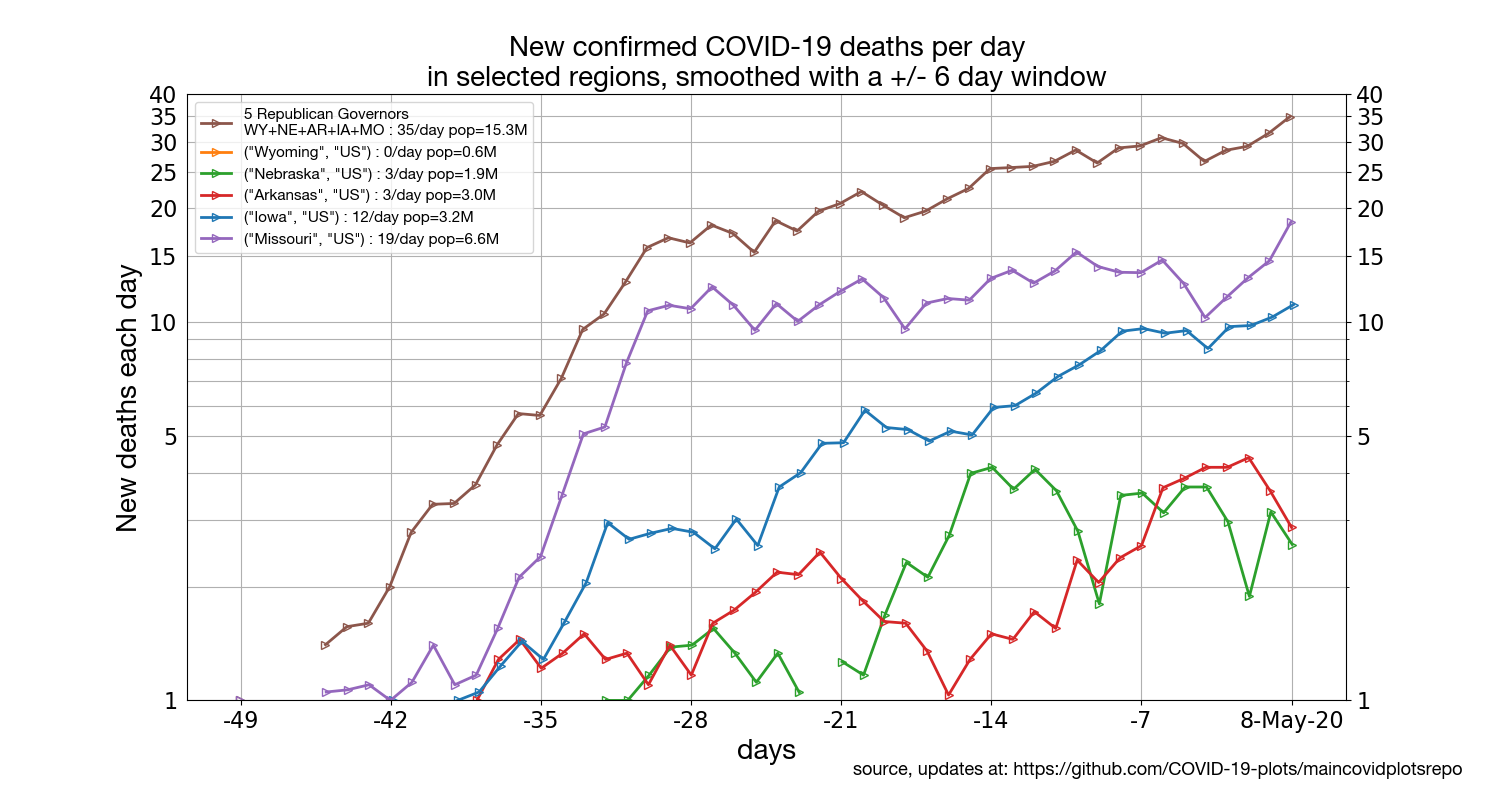 New confirmed COVID-19 deaths per day
in selected regions, smoothed with a +/- 6 day window
5 Republican Governors
WY+NE+AR+IA+MO : 35/day pop=15.3M
("Wyoming", "US") : 0/day pop=0.6M
("Nebraska", "US") : 3/day pop=1.9M
("Arkansas", "US") : 3/day pop=3.0M
("Iowa", "US") : 12/day pop=3.2M
("Missouri", "US") : 19/day pop=6.6M
New deaths each day
40
35
30
25
20
15
10
5
1
40
35
30
25
20
15
10
5
1
-49 -42 -35 -28 -21 -14 -7 8-May-20
days
source, updates at: https://github.com/COVID-19-plots/maincovidplotsrepo